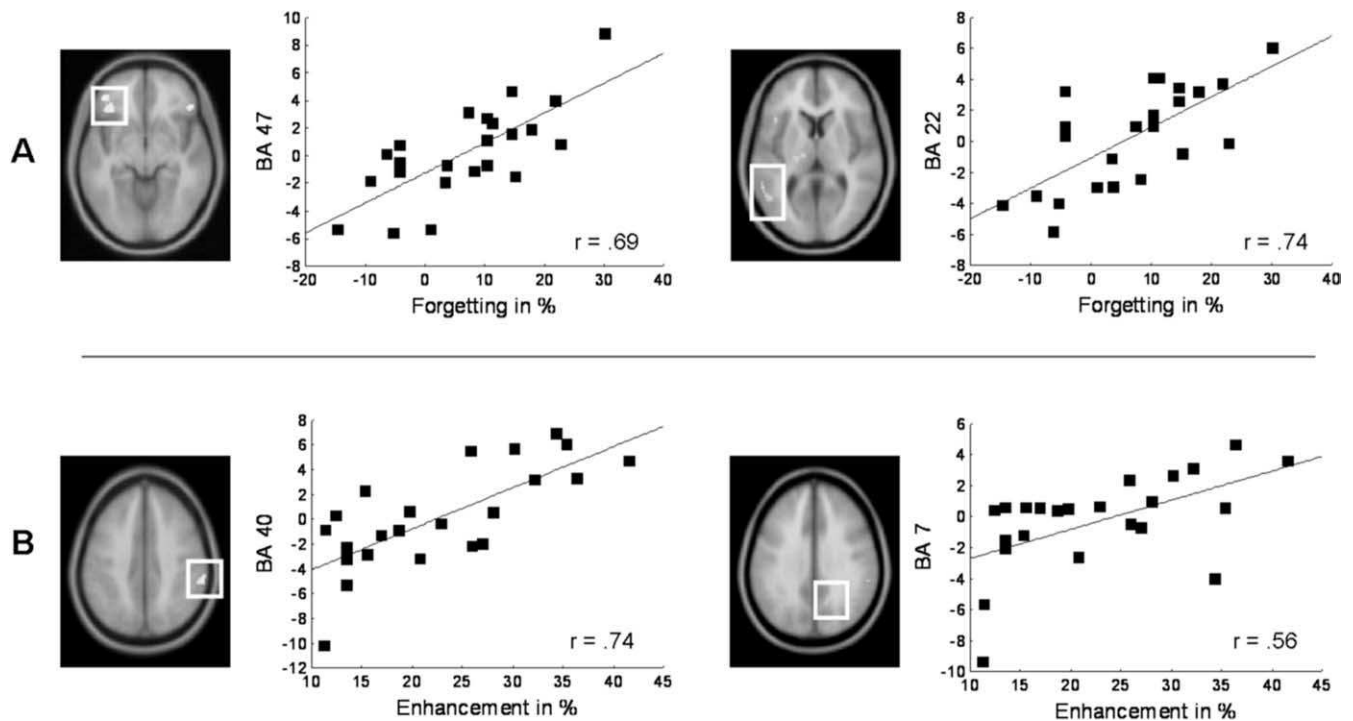 A
BA 47
10
8
6
4
2
0
-2
-4
-6
-8
-20 -10 0 10 20 30 40
Forgetting in %
r = .69
BA 22
8
6
4
2
0
-2
-4
-6
-8
-20 -10 0 10 20 30 40
Forgetting in %
r = .74
B
BA 40
8
6
4
2
0
-2
-4
-6
-8
-10
-12
10 15 20 25 30 35 40 45
Enhancement in %
r = .74
BA 7
6
4
2
0
-2
-4
-6
-8
-10
10 15 20 25 30 35 40 45
Enhancement in %
r = .56